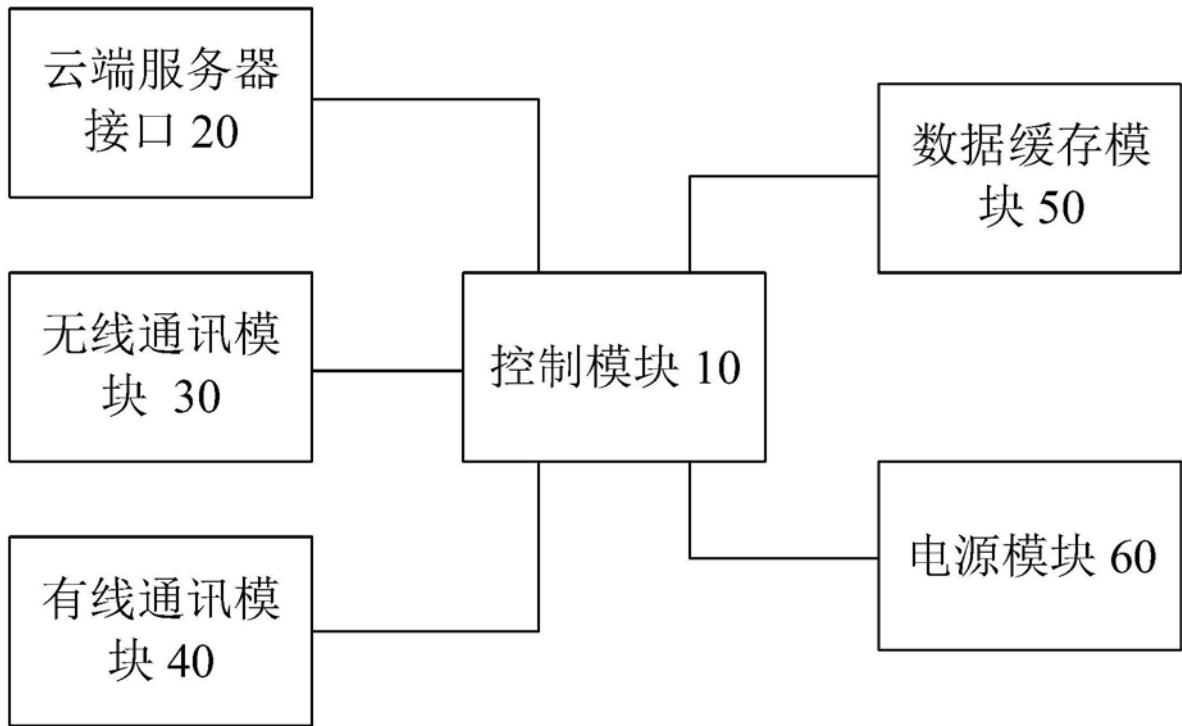 云端服务器
接口 20
数据缓存模
块 50
无线通讯模
块 30
控制模块 10
有线通讯模
块 40
电源模块 60